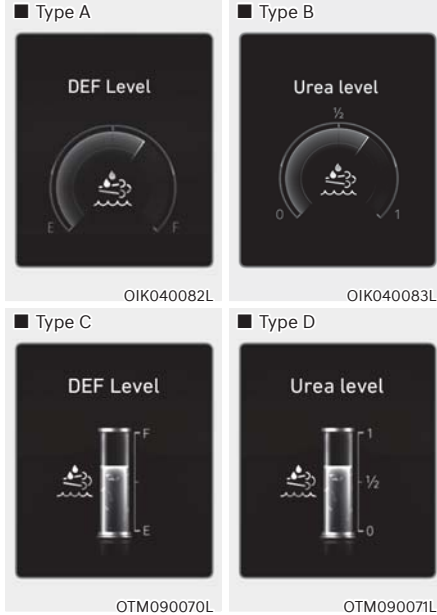 ■ Type A
DEF Level
E
F
OIK040082L
■ Type B
Urea level
½
0
1
OIK040083L
■ Type C
DEF Level
F
E
OTM090070L
■ Type D
Urea level
1
½
0
OTM090071L